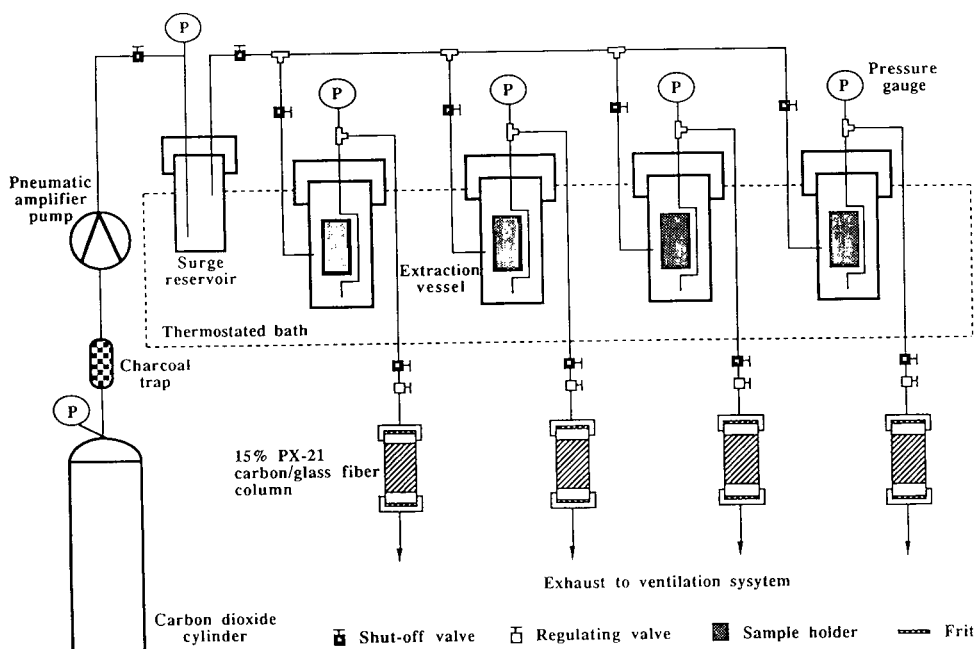 P
P
P
P
P
Pressure
gauge
Pneumatic
amplifier
pump
Surge
reservoir
Extraction
vessel
Thermostated bath
Charcoal
trap
P
15% PX-21
carbon/glass fiber
column
Exhaust to ventilation sysytem
Carbon dioxide
cylinder
Shut-off valve
Regulating valve
Sample holder
Frit